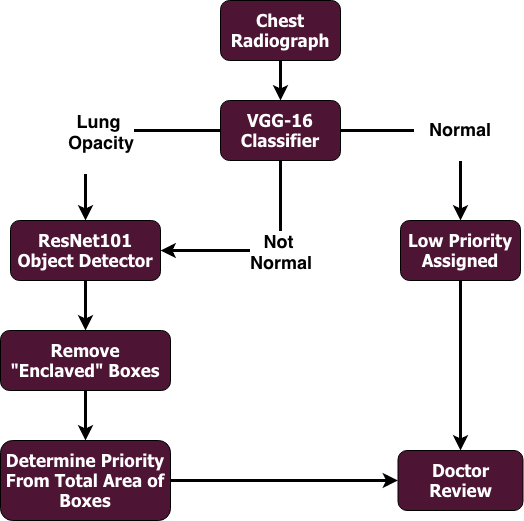 Chest
Radiograph
VGG-16
Classifier
Lung
Opacity
Normal
Not
Normal
ResNet101
Object Detector
Low Priority
Assigned
Remove
"Enclaved" Boxes
Determine Priority
From Total Area of
Boxes
Doctor
Review